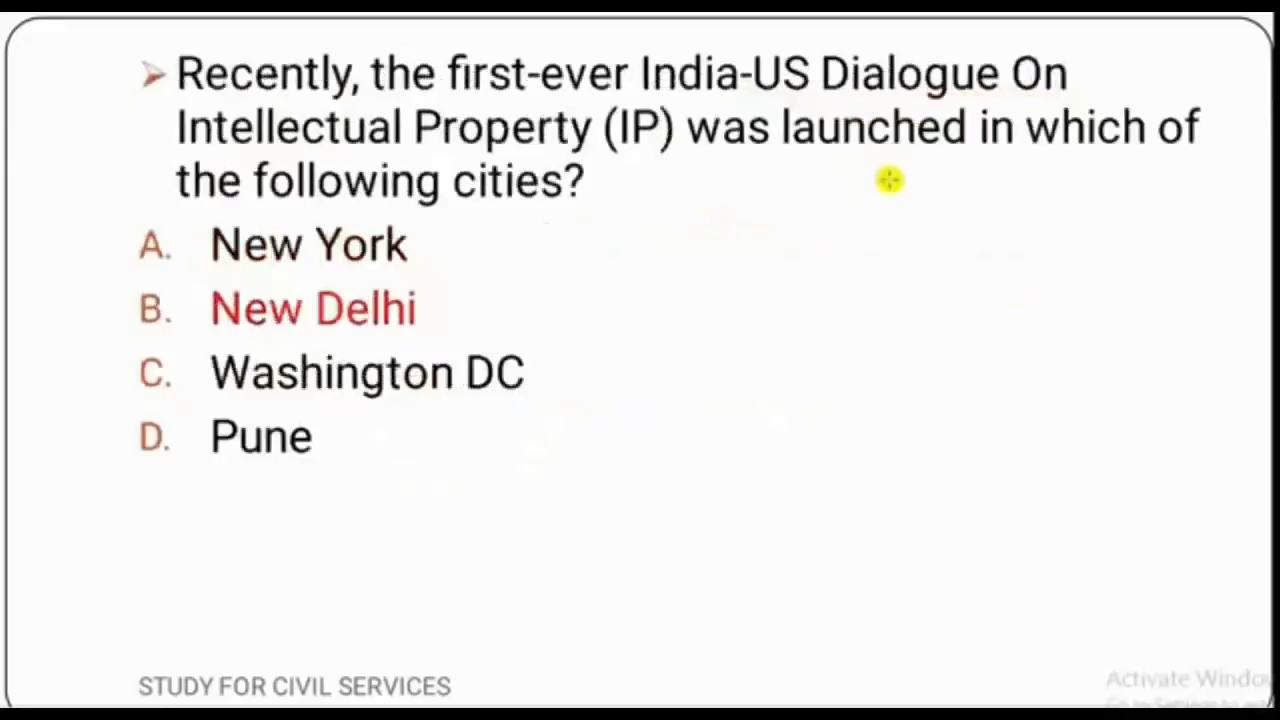 Recently, the first-ever India-US Dialogue On
Intellectual Property (IP) was launched in which of
the following cities?
A. New York
B. New Delhi
C. Washington DC
D. Pune
STUDY FOR CIVIL SERVICES
Activate Windo